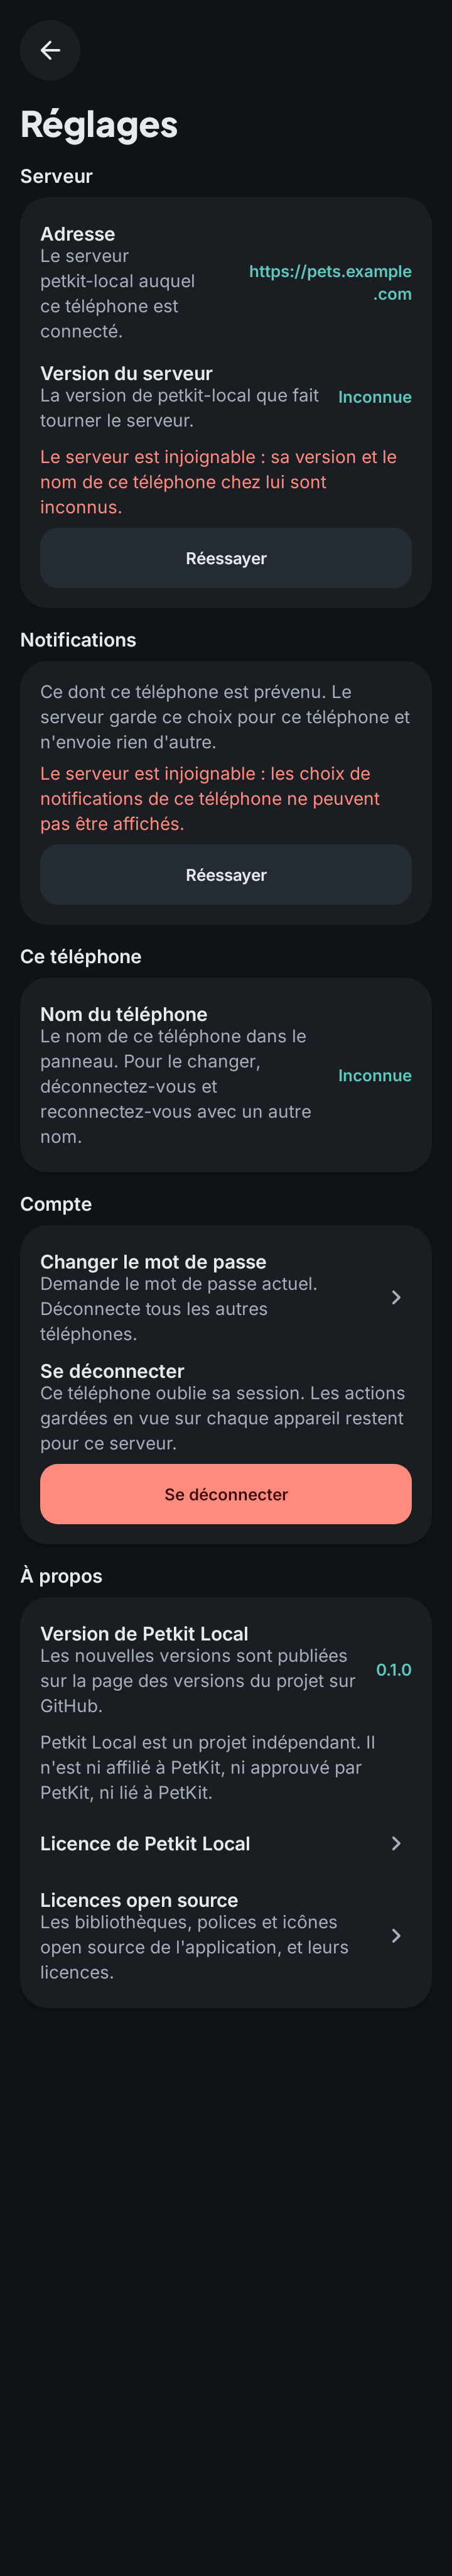 Réglages
Serveur
Adresse
Le serveur
petkit-local auquel
ce téléphone est
connecté.
https://pets.example
.com
Version du serveur
La version de petkit-local que fait
tourner le serveur.
Inconnue
Le serveur est injoignable : sa version et le
nom de ce téléphone chez lui sont
inconnus.
Réessayer
Notifications
Ce dont ce téléphone est prévenu. Le
serveur garde ce choix pour ce téléphone et
n'envoie rien d'autre.
Le serveur est injoignable : les choix de
notifications de ce téléphone ne peuvent
pas être affichés.
Réessayer
Ce téléphone
Nom du téléphone
Le nom de ce téléphone dans le
panneau. Pour le changer,
déconnectez-vous et
reconnectez-vous avec un autre
nom.
Inconnue
Compte
Changer le mot de passe
Demande le mot de passe actuel.
Déconnecte tous les autres
téléphones.
Se déconnecter
Ce téléphone oublie sa session. Les actions
gardées en vue sur chaque appareil restent
pour ce serveur.
Se déconnecter
À propos
Version de Petkit Local
Les nouvelles versions sont publiées
sur la page des versions du projet sur
GitHub.
0.1.0
Petkit Local est un projet indépendant. Il
n'est ni affilié à PetKit, ni approuvé par
PetKit, ni lié à PetKit.
Licence de Petkit Local
Licences open source
Les bibliothèques, polices et icônes
open source de l'application, et leurs
licences.